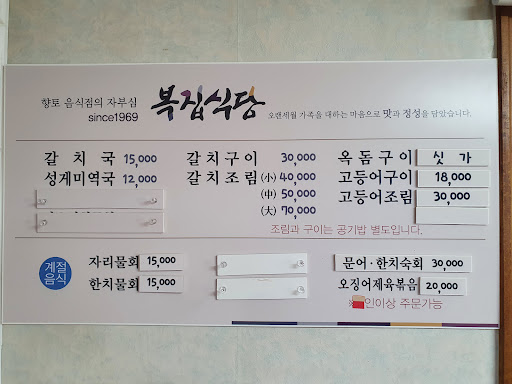 향토 음식점의 자부심
since1969
복집식당
오랜세월 가족을 대하는 마음으로 맛과 정성을 담았습니다.
갈치국 15,000
성게미역국 12,000
갈치구이 30,000
갈치조림 (小) 40,000
(中) 50,000
(大) 70,000
옥돔구이 싯가
고등어구이 18,000
고등어조림 30,000
조림과 구이는 공기밥 별도입니다.
계절
음식
자리물회 15,000
한치물회 15,000
문어·한치숙회 30,000
오징어제육볶음 20,000
인이상 주문가능